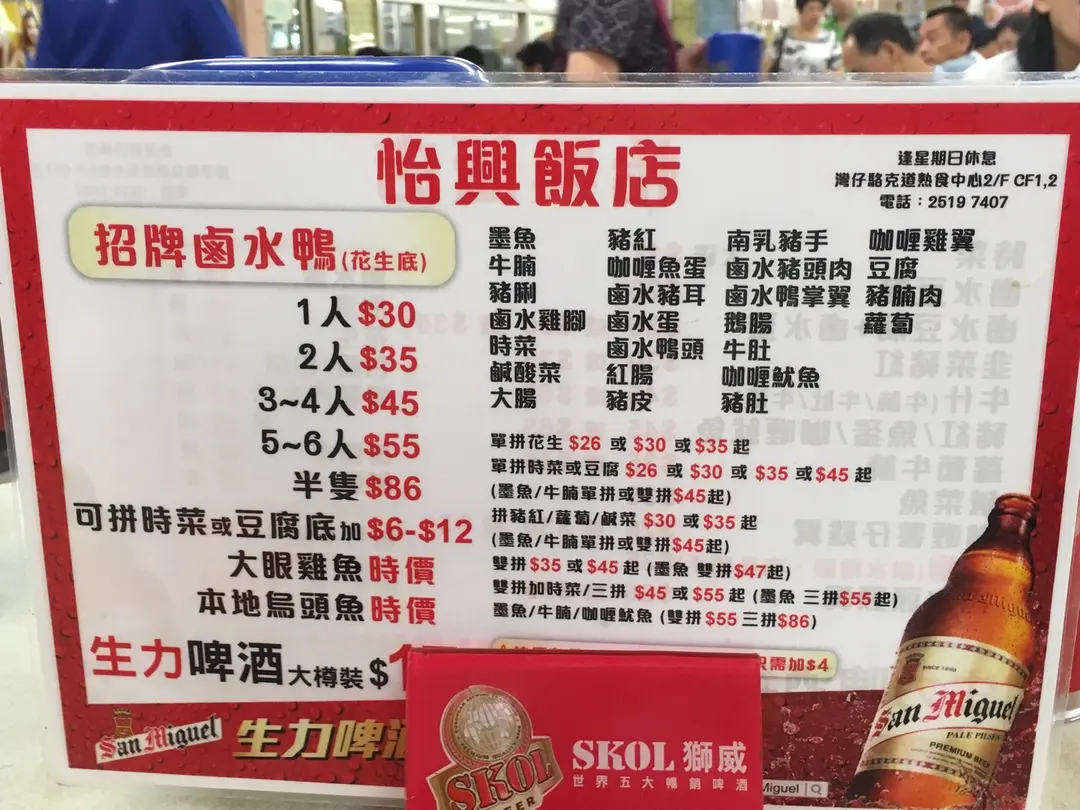 怡興飯店
逢星期日休息
灣仔駱克道熟食中心2/F CF1,2
電話：2519 7407
招牌鹵水鴨(花生底)
1人 $30
2人 $35
3~4人 $45
5~6人 $55
半隻 $86
可拼時菜或豆腐底加 $6-$12
大眼雞魚時價
本地烏頭魚時價
生力啤酒 大樽裝 $
墨魚 豬紅 南乳豬手 咖喱雞翼
牛腩 咖喱魚蛋 鹵水豬頭肉 豆腐
豬脷 鹵水豬耳 鹵水鴨掌翼 豬腩肉
鹵水雞腳 鹵水蛋 鵝腸 蘿蔔
時菜 鹵水鴨頭 牛肚
鹹酸菜 紅腸 咖喱魷魚
大腸 豬皮 豬肚
單拼花生 $26 或 $30 或 $35 起
單拼時菜或豆腐 $26 或 $30 或 $35 或 $45 起
(墨魚/牛腩單拼或雙拼$45起)
拼豬紅/蘿蔔/鹹菜 $30 或 $35 起
(墨魚/牛腩單拼或雙拼$45起)
雙拼 $35 或 $45 起 (墨魚 雙拼$47起)
雙拼加時菜/三拼 $45 或 $55 起 (墨魚 三拼$55起)
墨魚/牛腩/咖喱魷魚 (雙拼 $55 三拼$86)
只需加$4
San Miguel 生力啤
SINCE 1890
San Miguel
PALE PILSEN
PREMIUM BEER
Miguel
SKOL
BEER
SKOL 獅威
世界五大暢銷啤酒